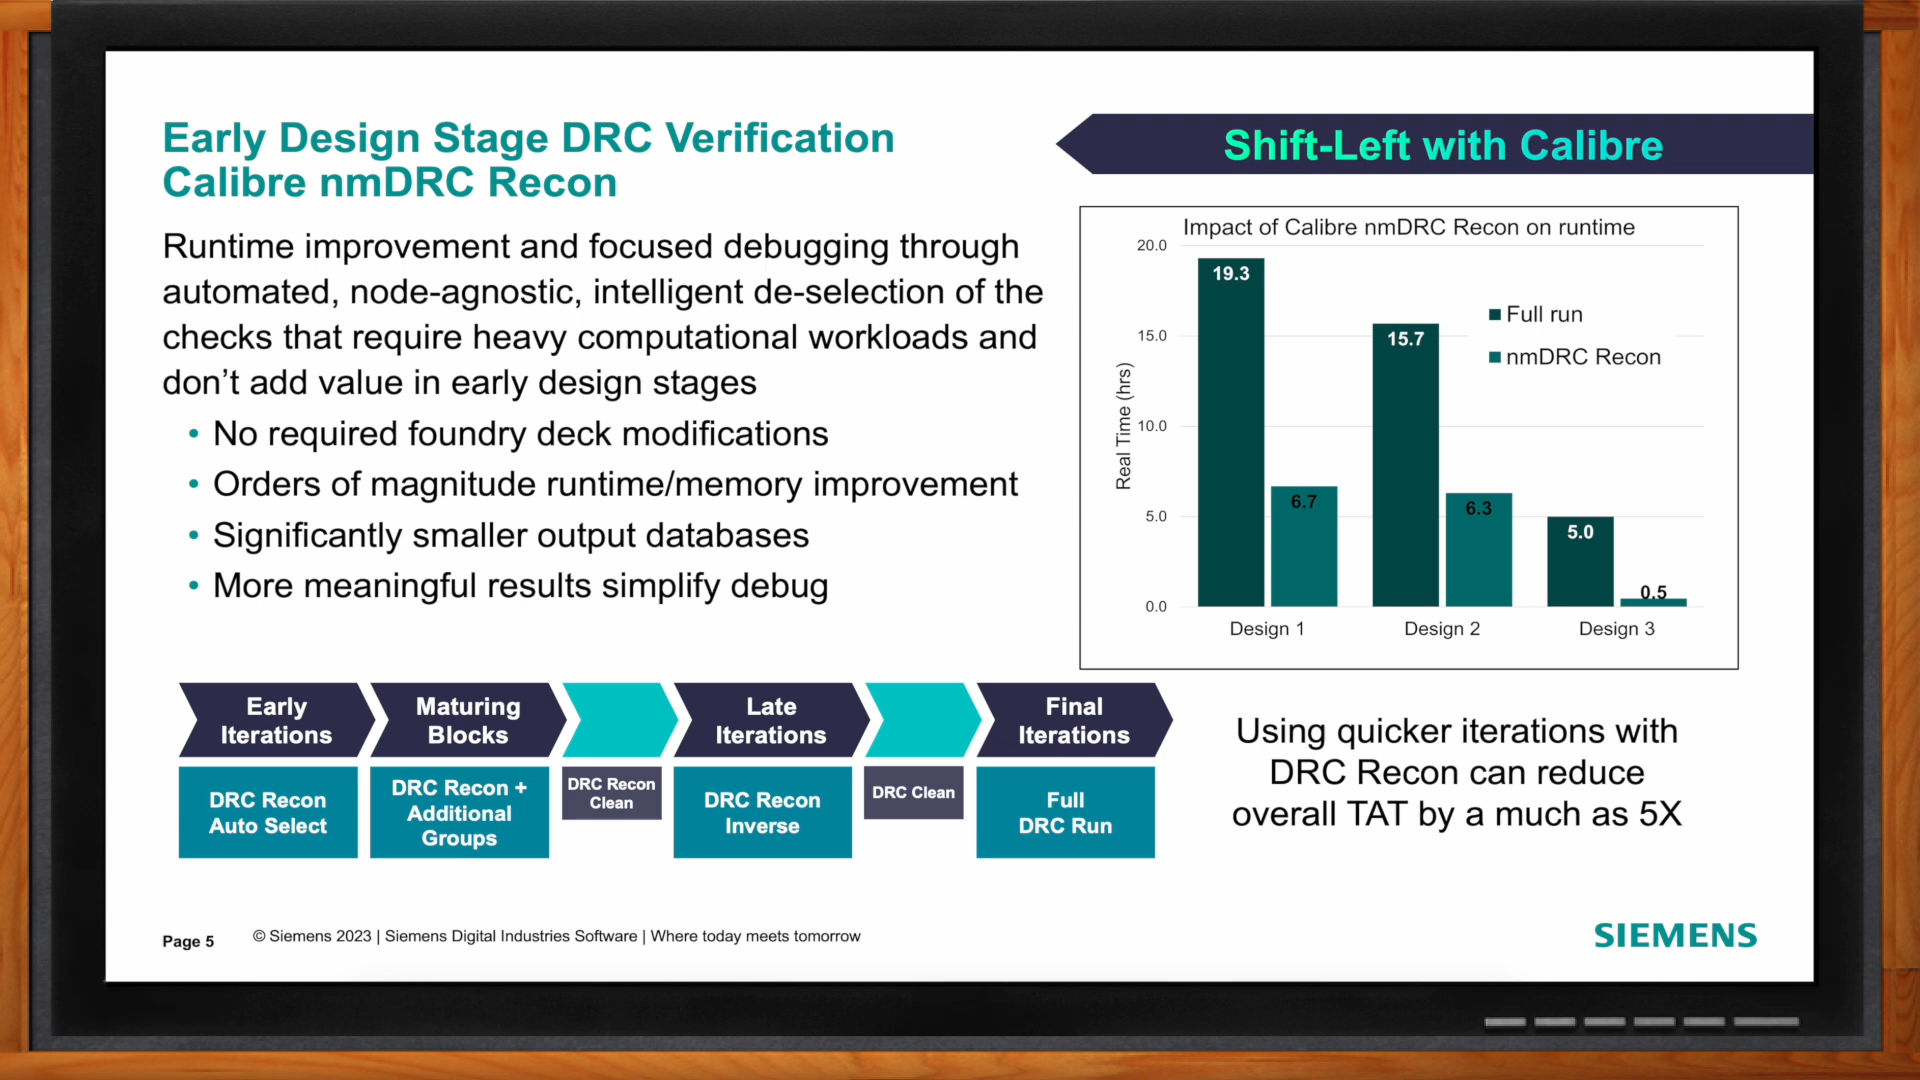 Early Design Stage DRC Verification
Calibre nmDRC Recon
Shift-Left with Calibre
Runtime improvement and focused debugging through
automated, node-agnostic, intelligent de-selection of the
checks that require heavy computational workloads and
don’t add value in early design stages
• No required foundry deck modifications
• Orders of magnitude runtime/memory improvement
• Significantly smaller output databases
• More meaningful results simplify debug
Impact of Calibre nmDRC Recon on runtime
Real Time (hrs)
20.0
15.0
10.0
5.0
0.0
19.3
6.7
15.7
6.3
5.0
0.5
Full run
nmDRC Recon
Design 1
Design 2
Design 3
Early
Iterations
Maturing
Blocks
Late
Iterations
Final
Iterations
DRC Recon
Auto Select
DRC Recon +
Additional
Groups
DRC Recon
Clean
DRC Recon
Inverse
DRC Clean
Full
DRC Run
Using quicker iterations with
DRC Recon can reduce
overall TAT by a much as 5X
Page 5
© Siemens 2023 | Siemens Digital Industries Software | Where today meets tomorrow
SIEMENS